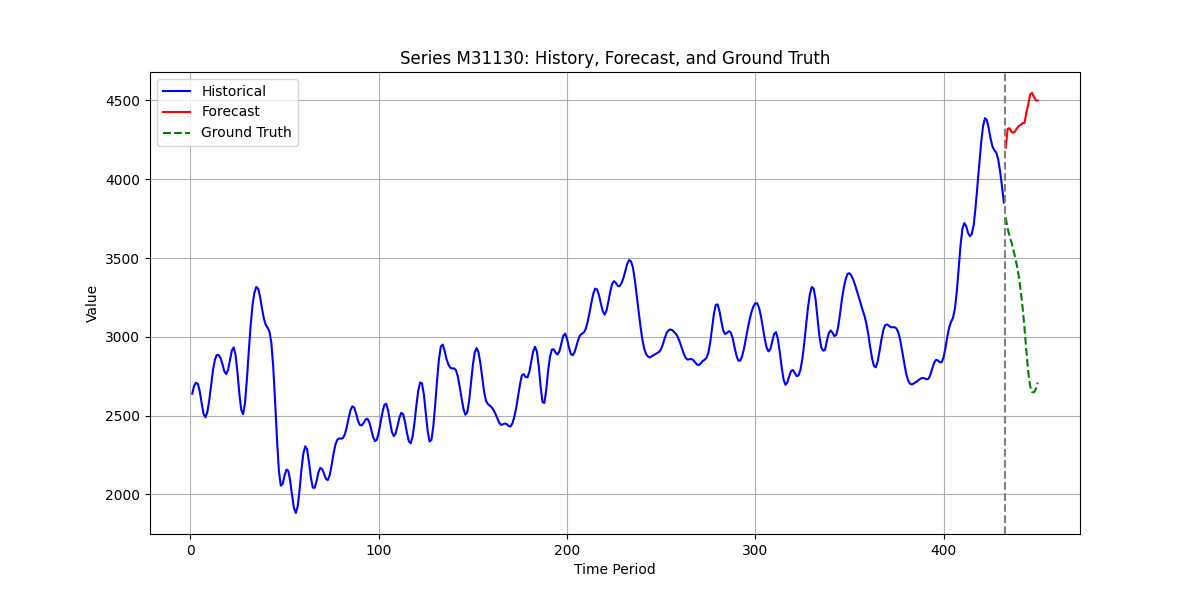 Series M31130: History, Forecast, and Ground Truth
Historical
Forecast
Ground Truth
4500
4000
3500
3000
2500
2000
Value
0 100 200 300 400
Time Period